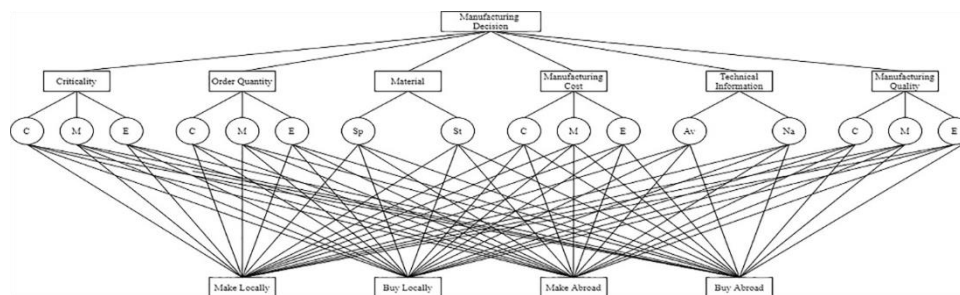 Manufacturing
Decision
Criticality
Order Quantity
Material
Manufacturing
Cost
Technical
Information
Manufacturing
Quality
C M E C M E Sp St C M E Av Na C M E
Make Locally
Buy Locally
Make Abroad
Buy Abroad